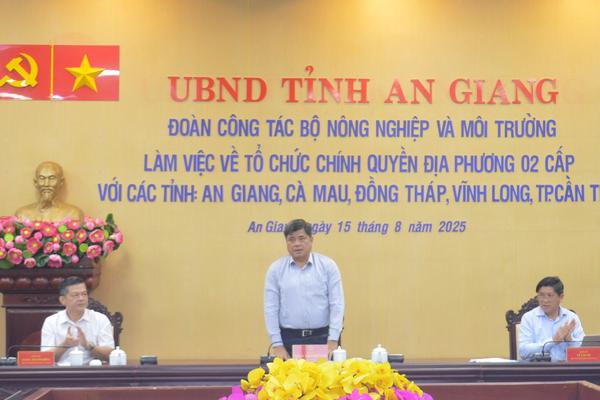 UBND TỈNH AN GIANG
ĐOÀN CÔNG TÁC BỘ NÔNG NGHIỆP VÀ MÔI TRƯỜNG
LÀM VIỆC VỀ TỔ CHỨC CHÍNH QUYỀN ĐỊA PHƯƠNG 02 CẤP
VỚI CÁC TỈNH: AN GIANG, CÀ MAU, ĐỒNG THÁP, VĨNH LONG, TP.CẦN
An Gia ngày 15 tháng 8 năm 2025